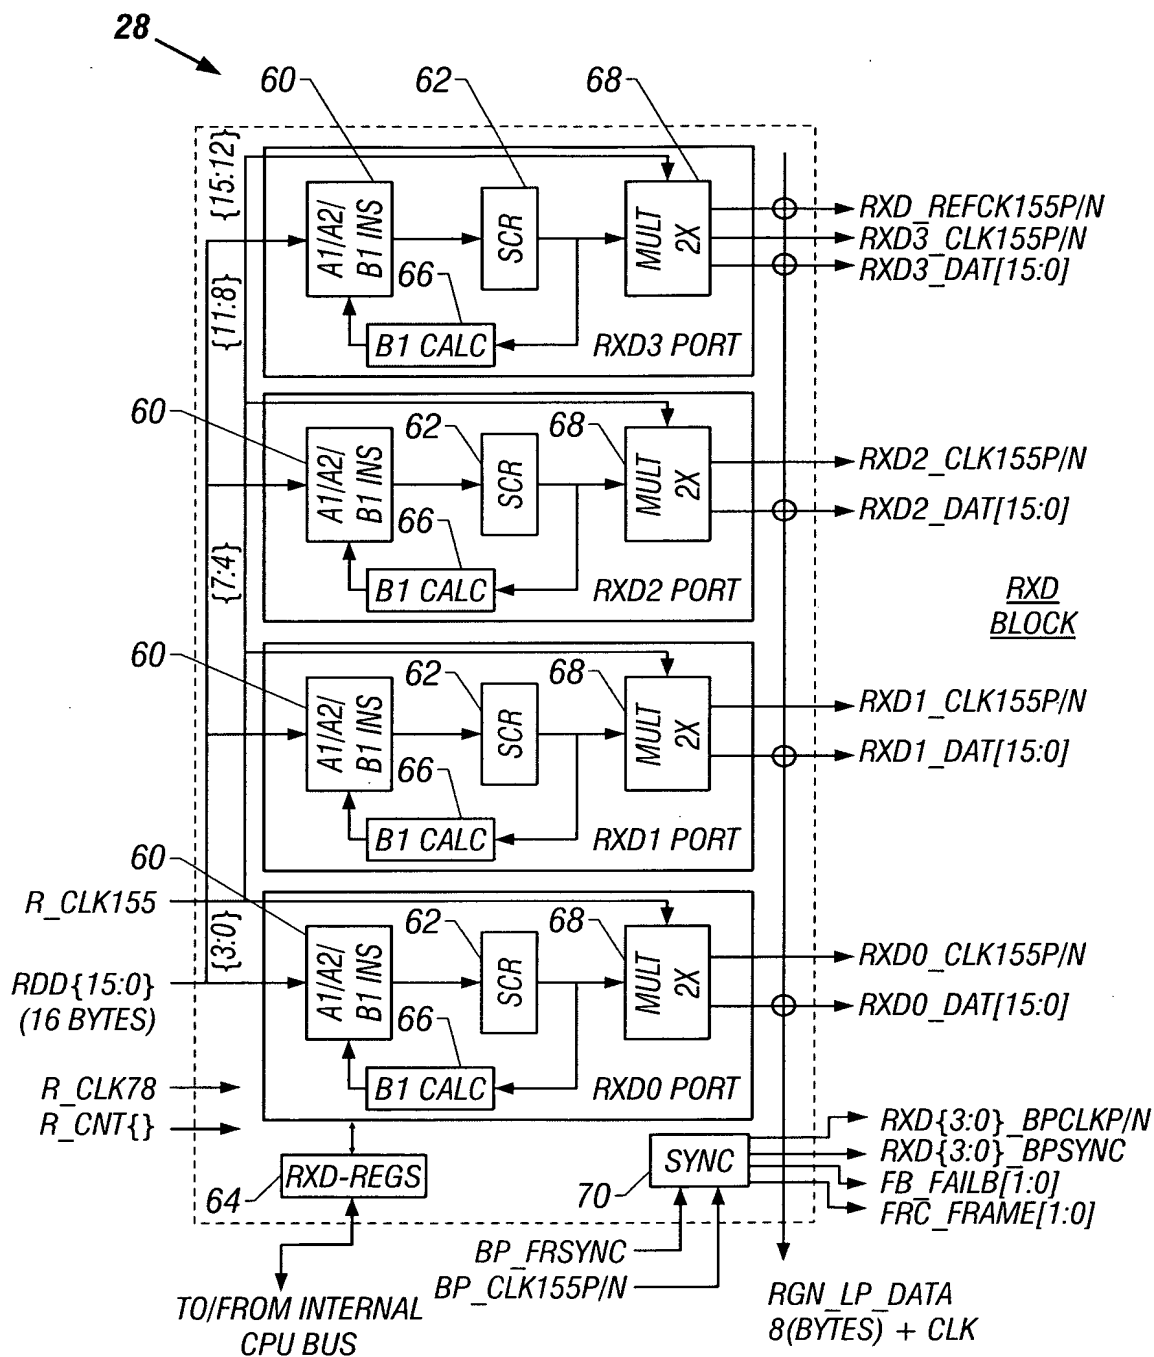 28
60
62
68
{15:12}
A1/A2/
B1 INS
SCR
MULT
2X
RXD_REFCK155P/N
RXD3_CLK155P/N
RXD3_DAT[15:0]
66
B1 CALC
RXD3 PORT
{11:8}
60
62
68
A1/A2/
B1 INS
SCR
MULT
2X
RXD2_CLK155P/N
RXD2_DAT[15:0]
66
B1 CALC
RXD2 PORT
{7:4}
RXD
BLOCK
60
62
68
A1/A2/
B1 INS
SCR
MULT
2X
RXD1_CLK155P/N
RXD1_DAT[15:0]
66
B1 CALC
RXD1 PORT
60
R_CLK155
{3:0}
62
68
A1/A2/
B1 INS
SCR
MULT
2X
RXD0_CLK155P/N
RXD0_DAT[15:0]
RDD{15:0}
(16 BYTES)
66
B1 CALC
RXD0 PORT
R_CLK78
R_CNT{}
RXD-REGS
64
SYNC
70
RXD{3:0}_BPCLKP/N
RXD{3:0}_BPSYNC
FB_FAILB[1:0]
FRC_FRAME[1:0]
BP_FRSYNC
BP_CLK155P/N
TO/FROM INTERNAL
CPU BUS
RGN_LP_DATA
8(BYTES) + CLK